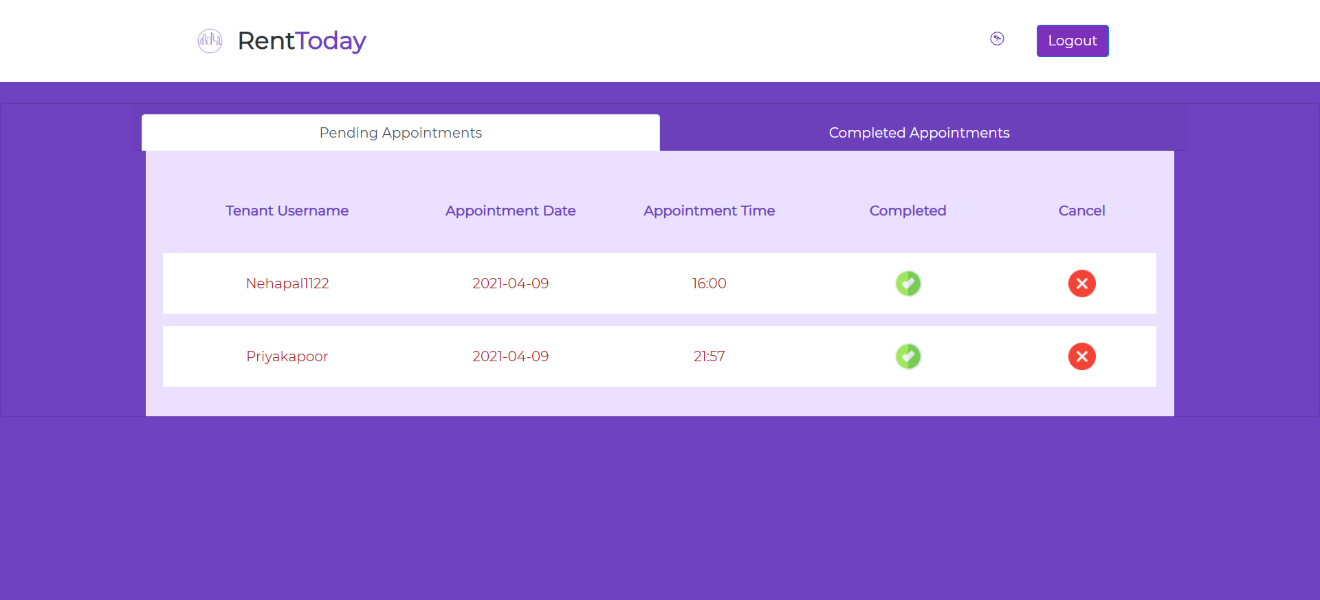 RentToday
Logout
Pending Appointments Completed Appointments
Tenant Username Appointment Date Appointment Time Completed Cancel
Nehapal1122 2021-04-09 16:00
Priyakapoor 2021-04-09 21:57